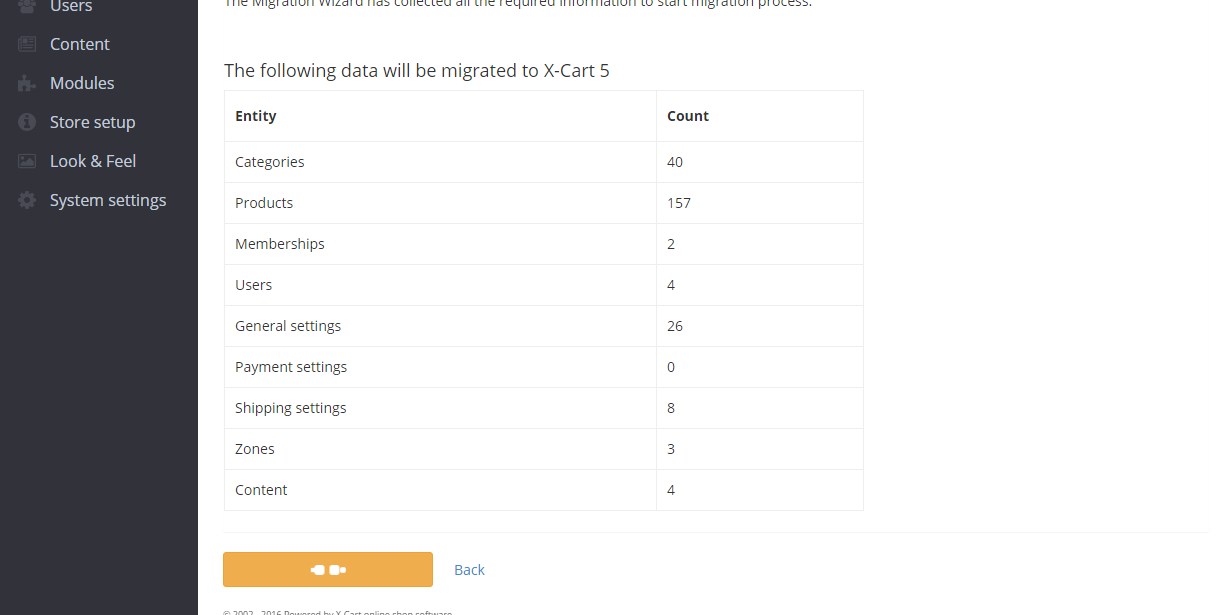 Users
Content
Modules
Store setup
Look & Feel
System settings
The Migration Wizard has collected all the required information to start migration process.
The following data will be migrated to X-Cart 5
Entity Count
Categories 40
Products 157
Memberships 2
Users 4
General settings 26
Payment settings 0
Shipping settings 8
Zones 3
Content 4
Back
© 2002 - 2016 Powered by X-Cart online shop software